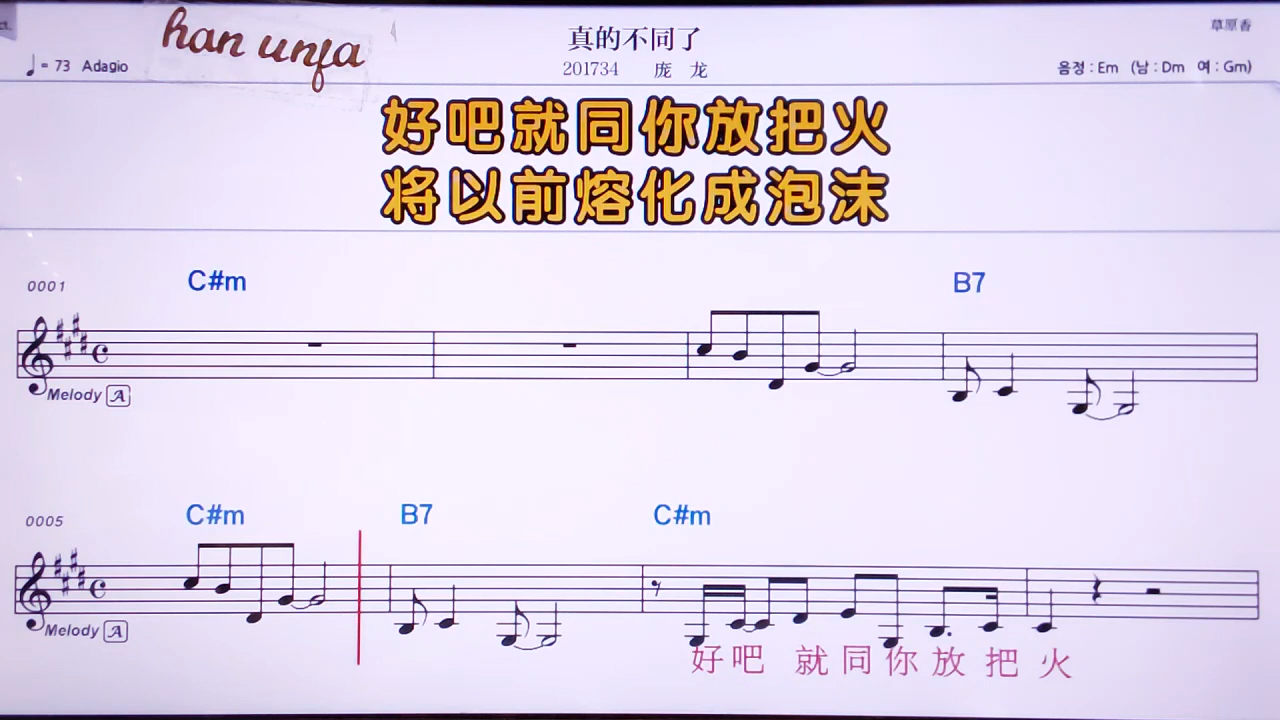 han unfa
真的不同了
草原香
♩= 73 Adagio
201734 庞 龙
음정 : Em (남 : Dm 여 : Gm)
好吧就同你放把火
将以前熔化成泡沫
0001
C#m
B7
Melody A
0005
C#m
B7
C#m
Melody A
好吧 就同你放把火